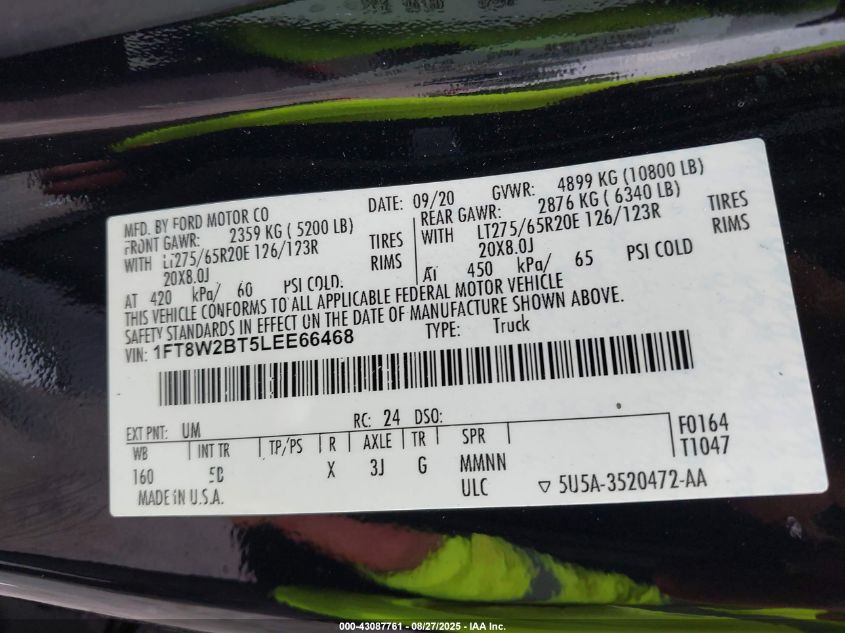 MFD. BY FORD MOTOR CO
DATE: 09/20 GVWR: 4899 KG (10800 LB)
FRONT GAWR: 2359 KG ( 5200 LB)
WITH LT275/65R20E 126/123R TIRES
20X8.0J RIMS
AT 420 kPa/ 60 PSI COLD.
REAR GAWR: 2876 KG ( 6340 LB)
WITH LT275/65R20E 126/123R TIRES
20X8.0J RIMS
AT 450 kPa/ 65 PSI COLD
THIS VEHICLE CONFORMS TO ALL APPLICABLE FEDERAL MOTOR VEHICLE
SAFETY STANDARDS IN EFFECT ON THE DATE OF MANUFACTURE SHOWN ABOVE.
VIN: 1FT8W2BT5LEE66468 TYPE: Truck
EXT PNT: UM RC: 24 DSO:
WB INT TR TP/PS R AXLE TR SPR
160 5B X 3J G MMNN
ULC
F0164
T1047
MADE IN U.S.A.
▽ 5U5A-3520472-AA
000-43087761 - 08/27/2025 - IAA Inc.